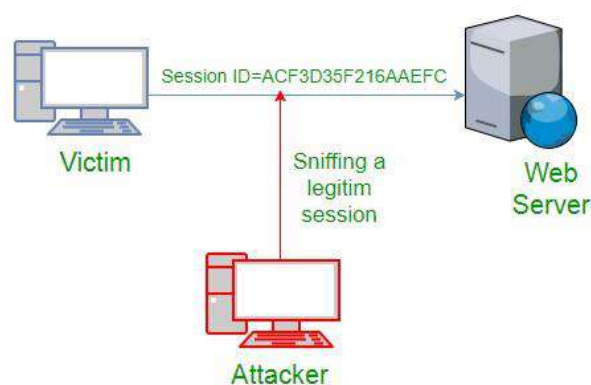 Session ID=ACF3D35F216AAEFC
Victim
Sniffing a
legitim
session
Web
Server
Attacker